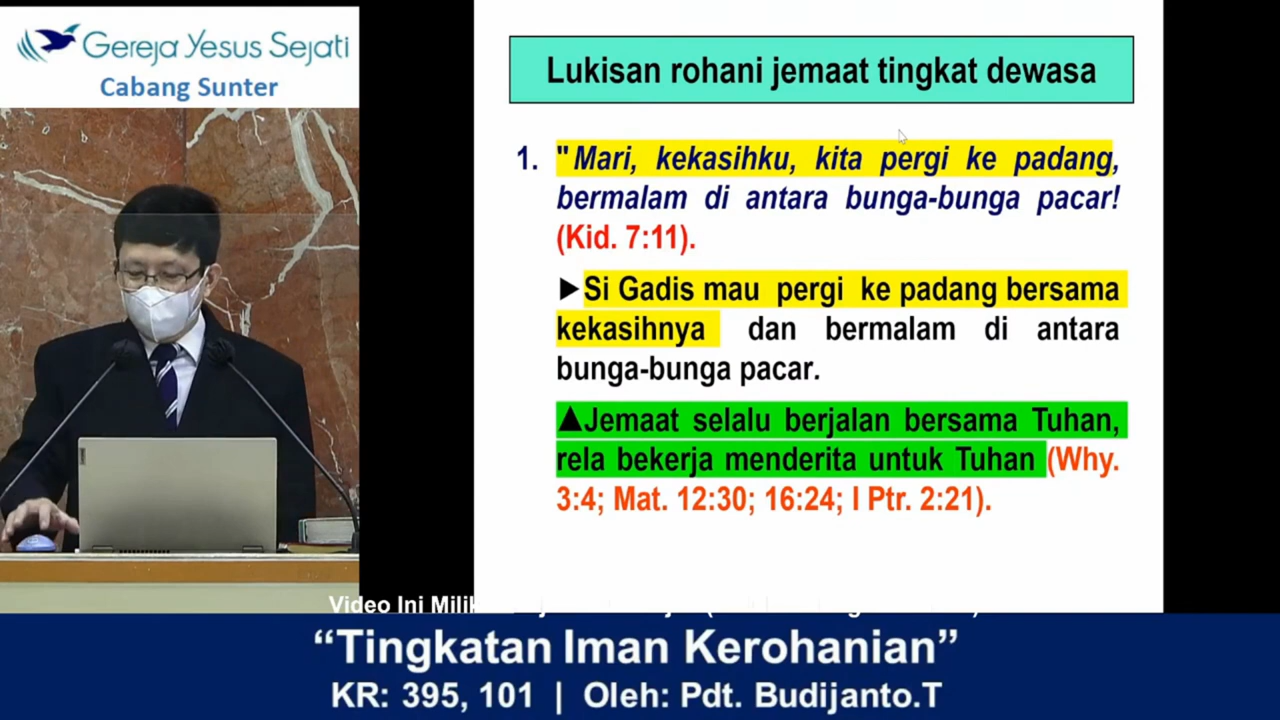 Gereja Yesus Sejati
Cabang Sunter
Lukisan rohani jemaat tingkat dewasa
1. "Mari, kekasihku, kita pergi ke padang,
bermalam di antara bunga-bunga pacar!
(Kid. 7:11).
►Si Gadis mau pergi ke padang bersama
kekasihnya dan bermalam di antara
bunga-bunga pacar.
▲Jemaat selalu berjalan bersama Tuhan,
rela bekerja menderita untuk Tuhan (Why.
3:4; Mat. 12:30; 16:24; I Ptr. 2:21).
Video Ini Milik
“Tingkatan Iman Kerohanian”
KR: 395, 101 | Oleh: Pdt. Budijanto.T